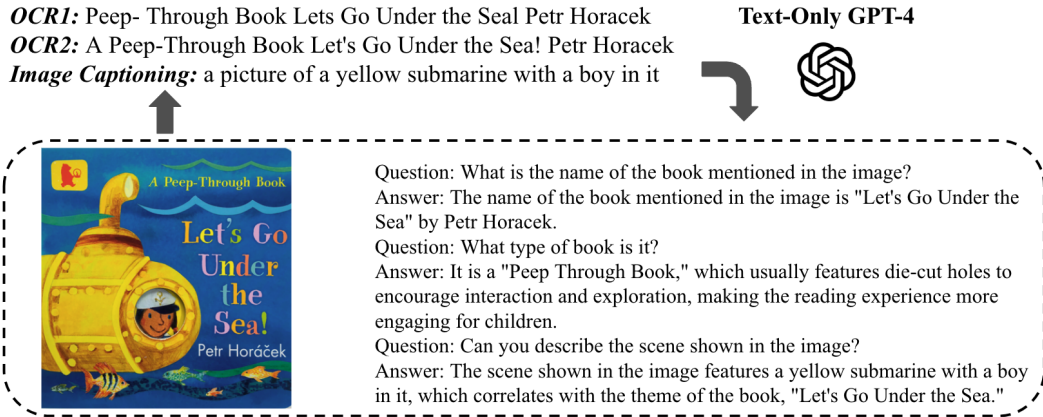 OCR1: Peep- Through Book Lets Go Under the Seal Petr Horacek
OCR2: A Peep-Through Book Let's Go Under the Sea! Petr Horacek
Image Captioning: a picture of a yellow submarine with a boy in it
Text-Only GPT-4
A Peep-Through Book
Let's Go
Under
the
Sea!
Petr Horáček
Question: What is the name of the book mentioned in the image?
Answer: The name of the book mentioned in the image is "Let's Go Under the
Sea" by Petr Horacek.
Question: What type of book is it?
Answer: It is a "Peep Through Book," which usually features die-cut holes to
encourage interaction and exploration, making the reading experience more
engaging for children.
Question: Can you describe the scene shown in the image?
Answer: The scene shown in the image features a yellow submarine with a boy
in it, which correlates with the theme of the book, "Let's Go Under the Sea."